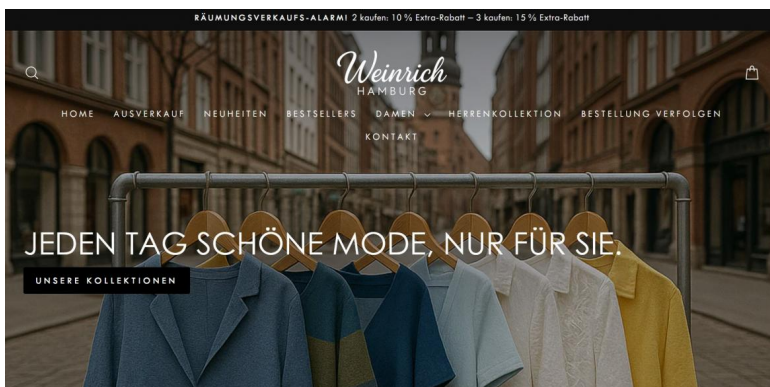 RÄUMUNGSVERKAUFS-ALARM! 2 kaufen: 10 % Extra-Rabatt – 3 kaufen: 15 % Extra-Rabatt
Weinrich
HAMBURG
HOME AUSVERKAUF NEUHEITEN BESTSELLERS DAMEN HERRENKOLLEKTION BESTELLUNG VERFOLGEN
KONTAKT
JEDEN TAG SCHÖNE MODE, NUR FÜR SIE.
UNSERE KOLLEKTIONEN